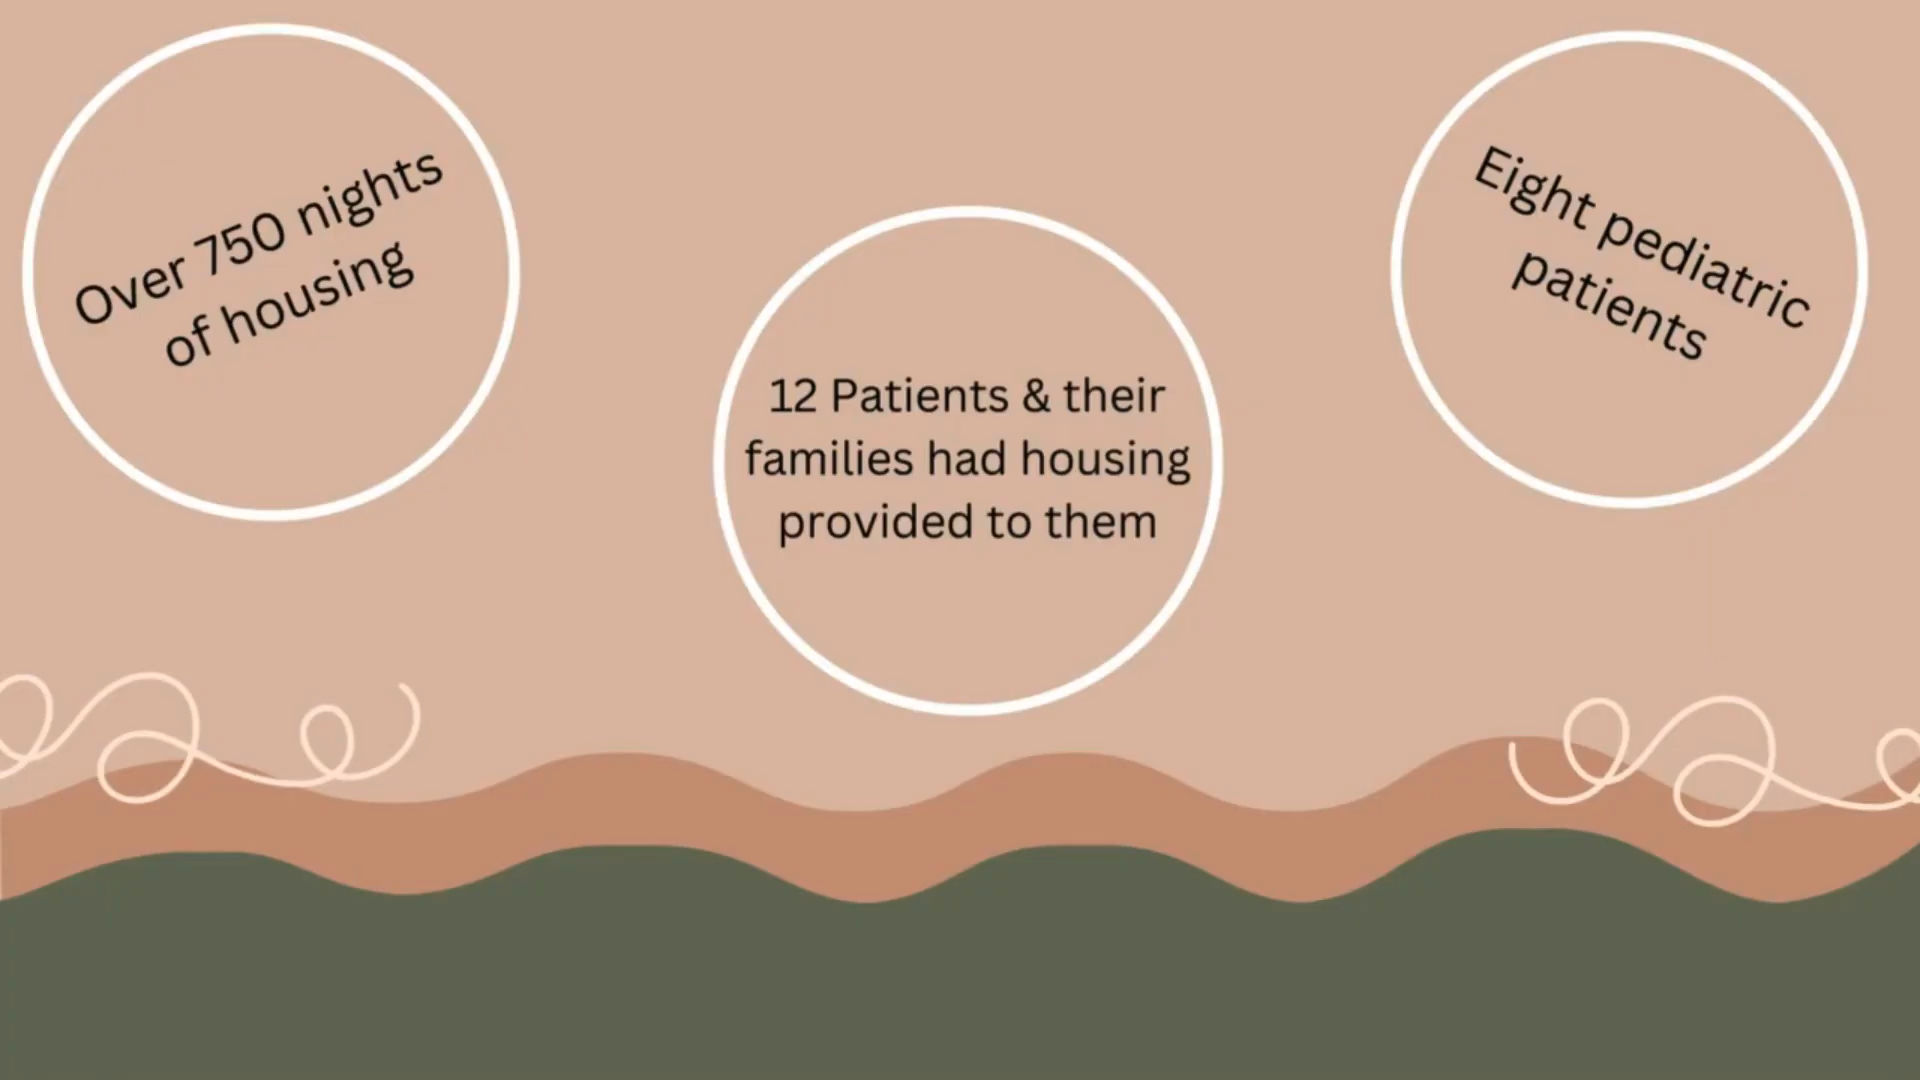 Over 750 nights
of housing
12 Patients & their
families had housing
provided to them
Eight pediatric
patients